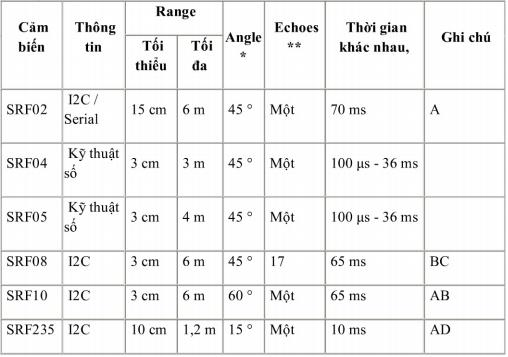 Cảm biến Thông tin Range Angle * Echoes ** Thời gian khác nhau, Ghi chú
Tối thiểu Tối đa
SRF02 I2C / Serial 15 cm 6 m 45 ° Một 70 ms A
SRF04 Kỹ thuật số 3 cm 3 m 45 ° Một 100 μs - 36 ms
SRF05 Kỹ thuật số 3 cm 4 m 45 ° Một 100 μs - 36 ms
SRF08 I2C 3 cm 6 m 45 ° 17 65 ms BC
SRF10 I2C 3 cm 6 m 60 ° Một 65 ms AB
SRF235 I2C 10 cm 1,2 m 15 ° Một 10 ms AD